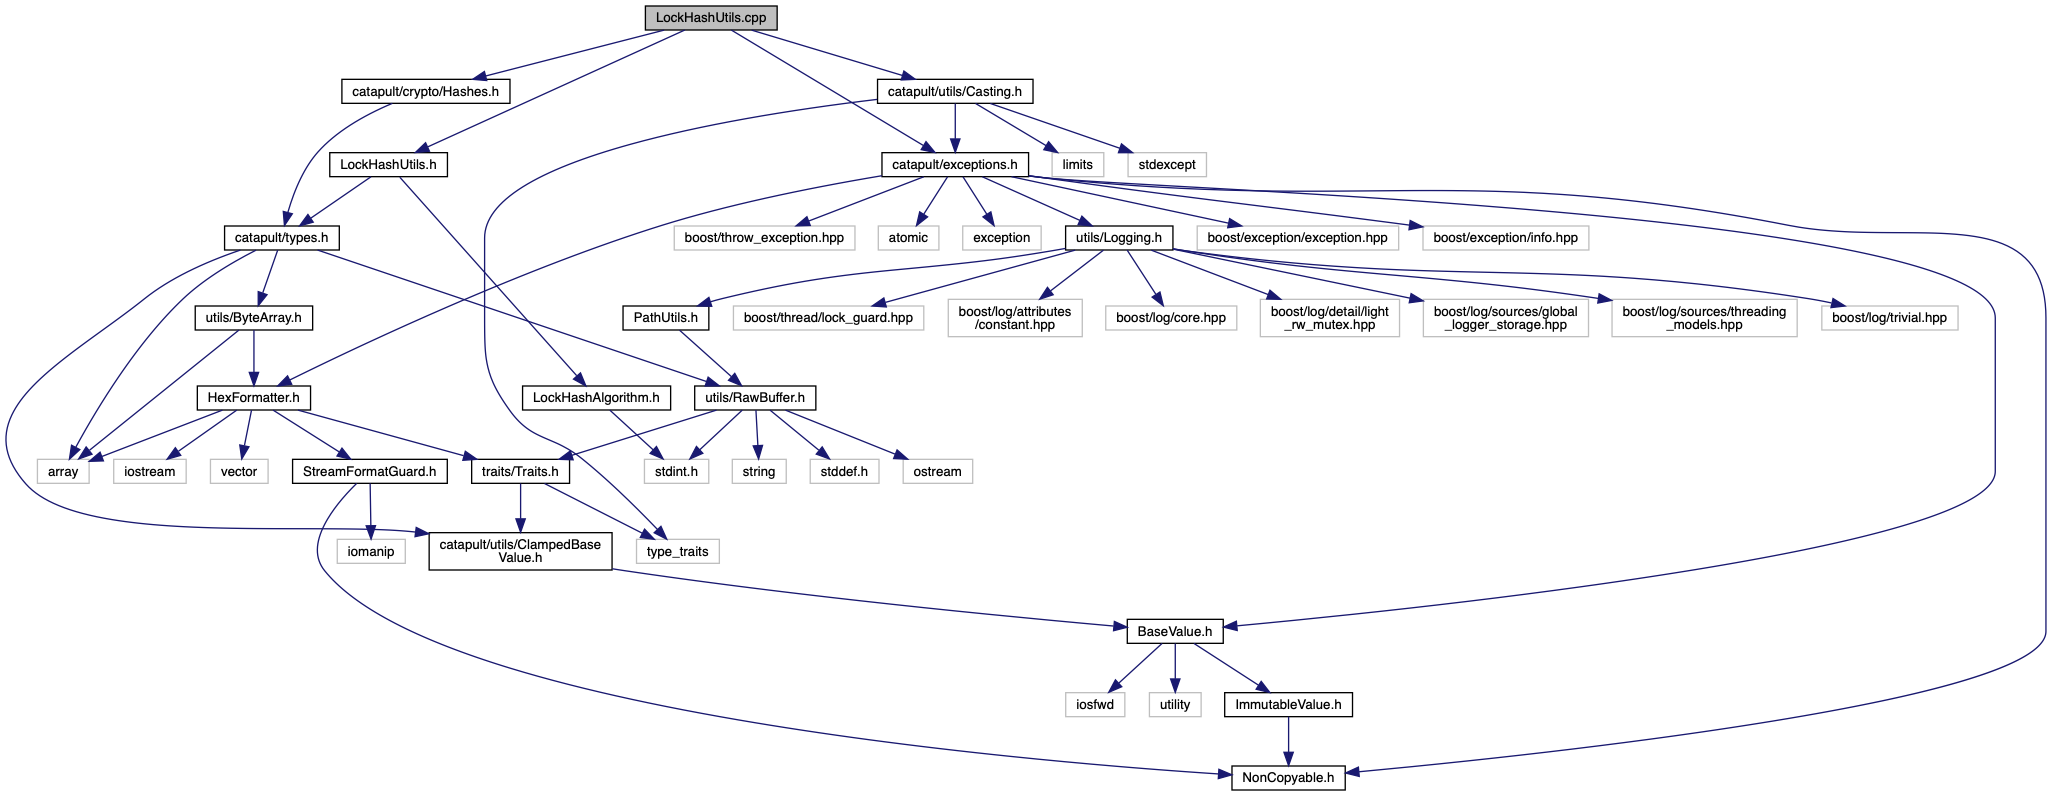 LockHashUtils.cpp
catapult/crypto/Hashes.h
catapult/utils/Casting.h
LockHashUtils.h
catapult/exceptions.h
limits
stdexcept
catapult/types.h
boost/throw_exception.hpp
atomic
exception
utils/Logging.h
boost/exception/exception.hpp
boost/exception/info.hpp
utils/ByteArray.h
PathUtils.h
boost/thread/lock_guard.hpp
boost/log/attributes
/constant.hpp
boost/log/core.hpp
boost/log/detail/light
_rw_mutex.hpp
boost/log/sources/global
_logger_storage.hpp
boost/log/sources/threading
_models.hpp
boost/log/trivial.hpp
HexFormatter.h
LockHashAlgorithm.h
utils/RawBuffer.h
array
iostream
vector
StreamFormatGuard.h
traits/Traits.h
stdint.h
string
stddef.h
ostream
iomanip
catapult/utils/ClampedBase
Value.h
type_traits
BaseValue.h
iosfwd
utility
ImmutableValue.h
NonCopyable.h